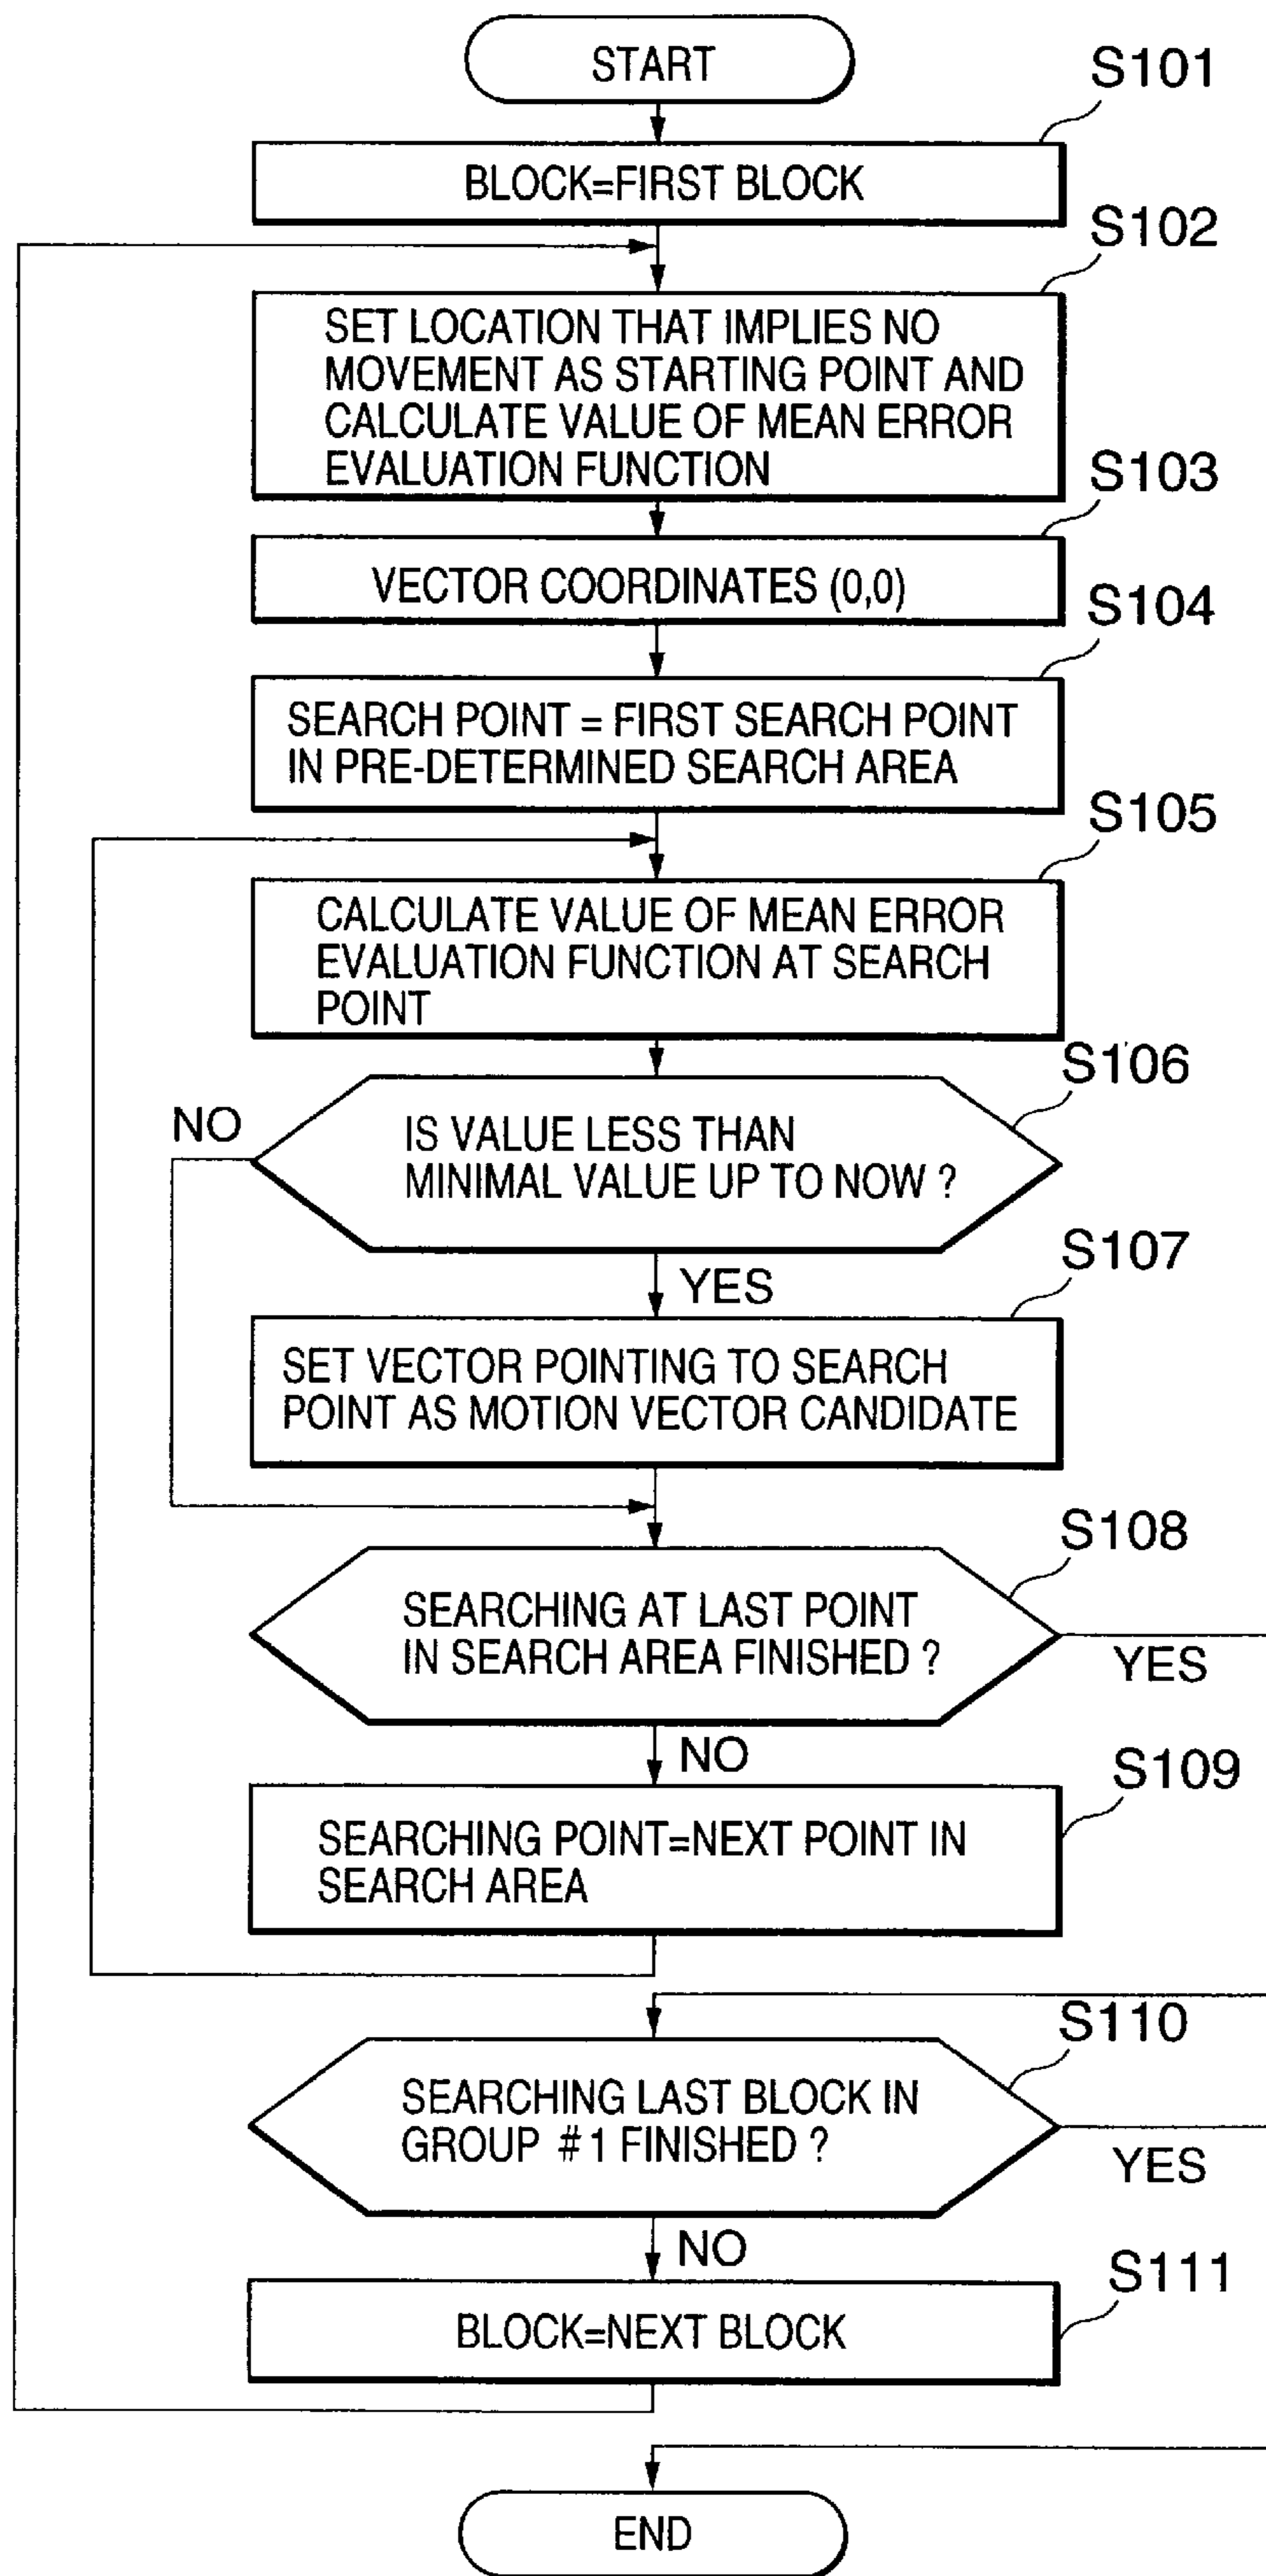 START
S101
BLOCK=FIRST BLOCK
S102
SET LOCATION THAT IMPLIES NO
MOVEMENT AS STARTING POINT AND
CALCULATE VALUE OF MEAN ERROR
EVALUATION FUNCTION
S103
VECTOR COORDINATES (0,0)
S104
SEARCH POINT = FIRST SEARCH POINT
IN PRE-DETERMINED SEARCH AREA
S105
CALCULATE VALUE OF MEAN ERROR
EVALUATION FUNCTION AT SEARCH
POINT
S106
NO
IS VALUE LESS THAN
MINIMAL VALUE UP TO NOW ?
YES
S107
SET VECTOR POINTING TO SEARCH
POINT AS MOTION VECTOR CANDIDATE
S108
SEARCHING AT LAST POINT
IN SEARCH AREA FINISHED ?
YES
NO
S109
SEARCHING POINT=NEXT POINT IN
SEARCH AREA
S110
SEARCHING LAST BLOCK IN
GROUP #1 FINISHED ?
YES
NO
S111
BLOCK=NEXT BLOCK
END